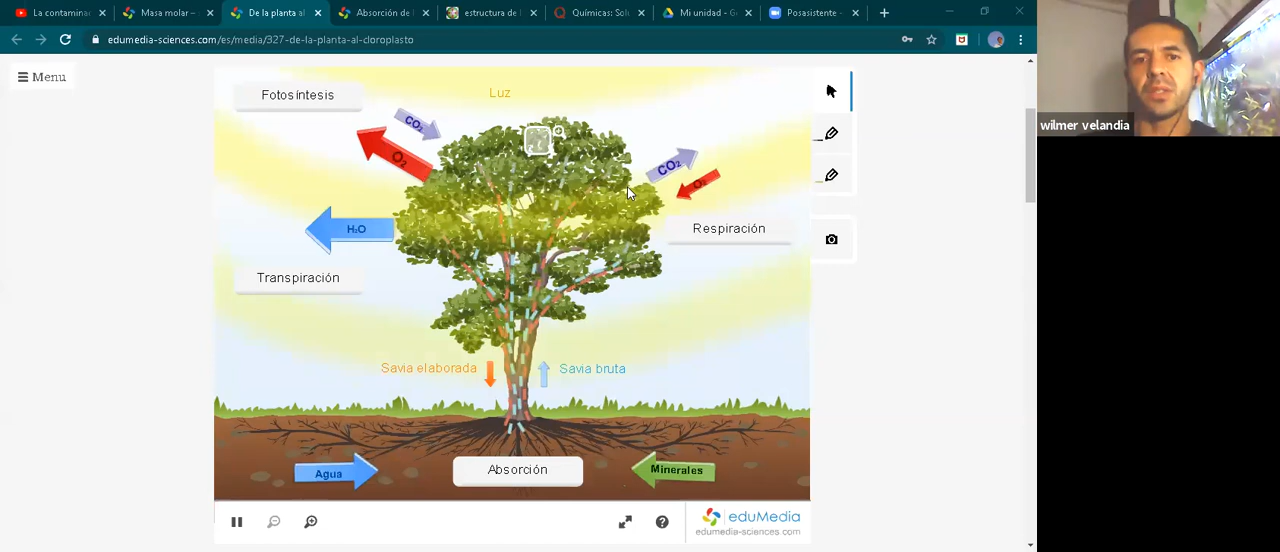 La contaminac
Masa molar –
De la planta al
Absorción de
estructura de l
Químicas: Solu
Mi unidad - G
Posasistente -
edumedia-sciences.com/es/media/327-de-la-planta-al-cloroplasto
Menu
wilmer velandia
Fotosíntesis
Luz
CO₂
O₂
CO₂
O₂
H₂O
Respiración
Transpiración
Savia elaborada
Savia bruta
Agua
Absorción
Minerales
eduMedia
edumedia-sciences.com